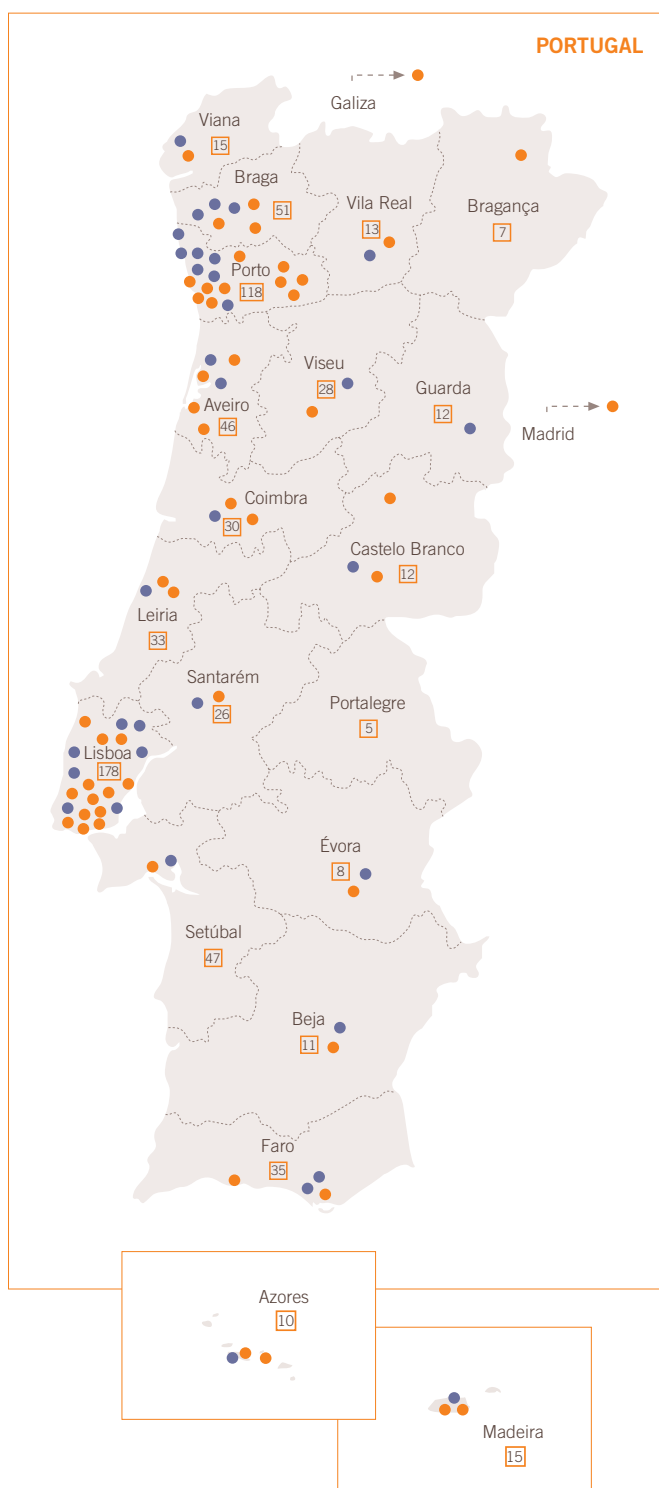 PORTUGAL
Galiza
Viana
15
Braga
51
Vila Real
13
Bragança
7
Porto
118
Viseu
28
Guarda
12
Aveiro
46
Madrid
Coimbra
30
Castelo Branco
12
Leiria
33
Santarém
26
Portalegre
5
Lisboa
178
Évora
8
Setúbal
47
Beja
11
Faro
35
Azores
10
Madeira
15